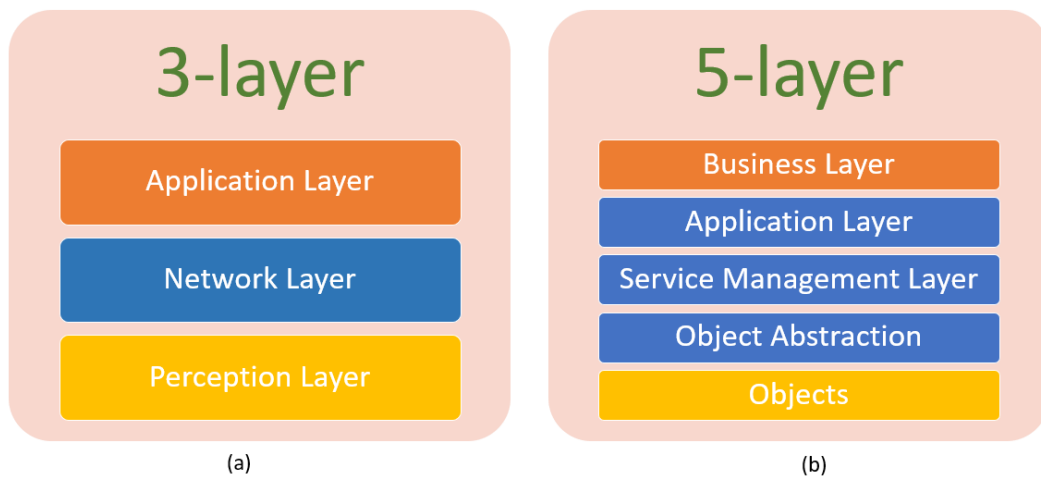 3-layer
Application Layer
Network Layer
Perception Layer
(a)
5-layer
Business Layer
Application Layer
Service Management Layer
Object Abstraction
Objects
(b)